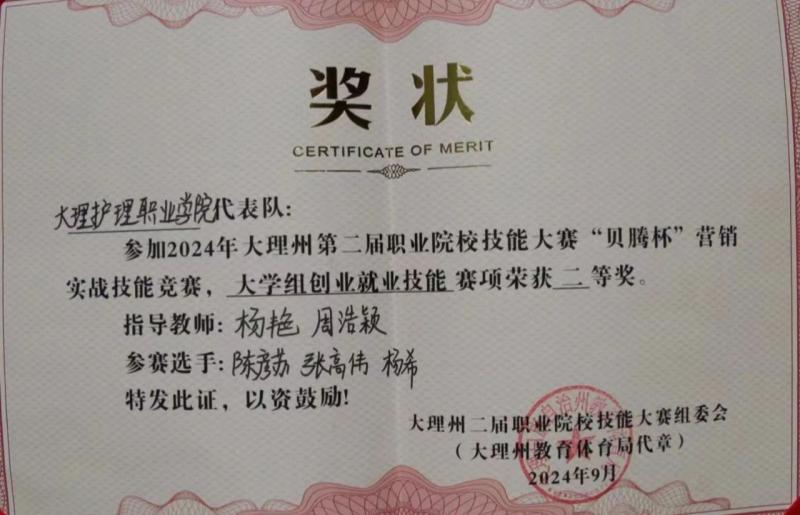 奖状
CERTIFICATE OF MERIT
大理护理职业学院代表队：
参加2024年大理州第二届职业院校技能大赛“贝腾杯”营销
实战技能竞赛，大学组创业就业技能赛项荣获二等奖。
指导教师：杨艳 周浩颖
参赛选手：陈彦苏 张高伟 杨希
特发此证，以资鼓励！
大理州二届职业院校技能大赛组委会
（大理州教育体育局代章）
2024年9月